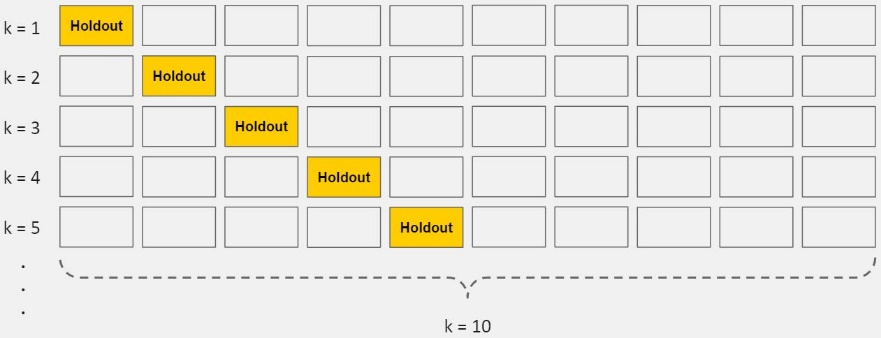 k = 1 Holdout
k = 2 Holdout
k = 3 Holdout
k = 4 Holdout
k = 5 Holdout
.
.
.
k = 10